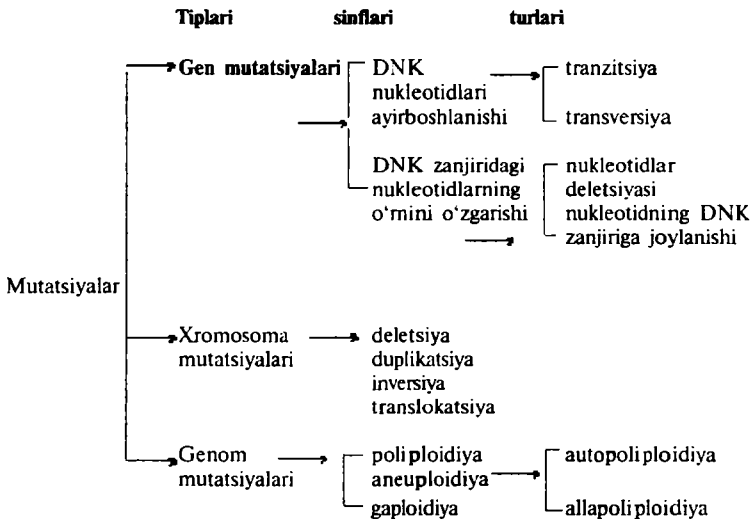 Tiplari sinflari turlari
Gen mutatsiyalari
DNK
nukleotidlari
ayirboshlanishi
tranzitsiya
transversiya
DNK zanjiridagi
nukleotidlarning
o‘rnini o‘zgarishi
nukleotidlar
deletsiyasi
nukleotidning DNK
zanjiriga joylanishi
Mutatsiyalar
Xromosoma
mutatsiyalari
deletsiya
duplikatsiya
inversiya
translokatsiya
Genom
mutatsiyalari
poliploidiya
aneuploidiya
gaploidiya
autopoliploidiya
allapoliploidiya